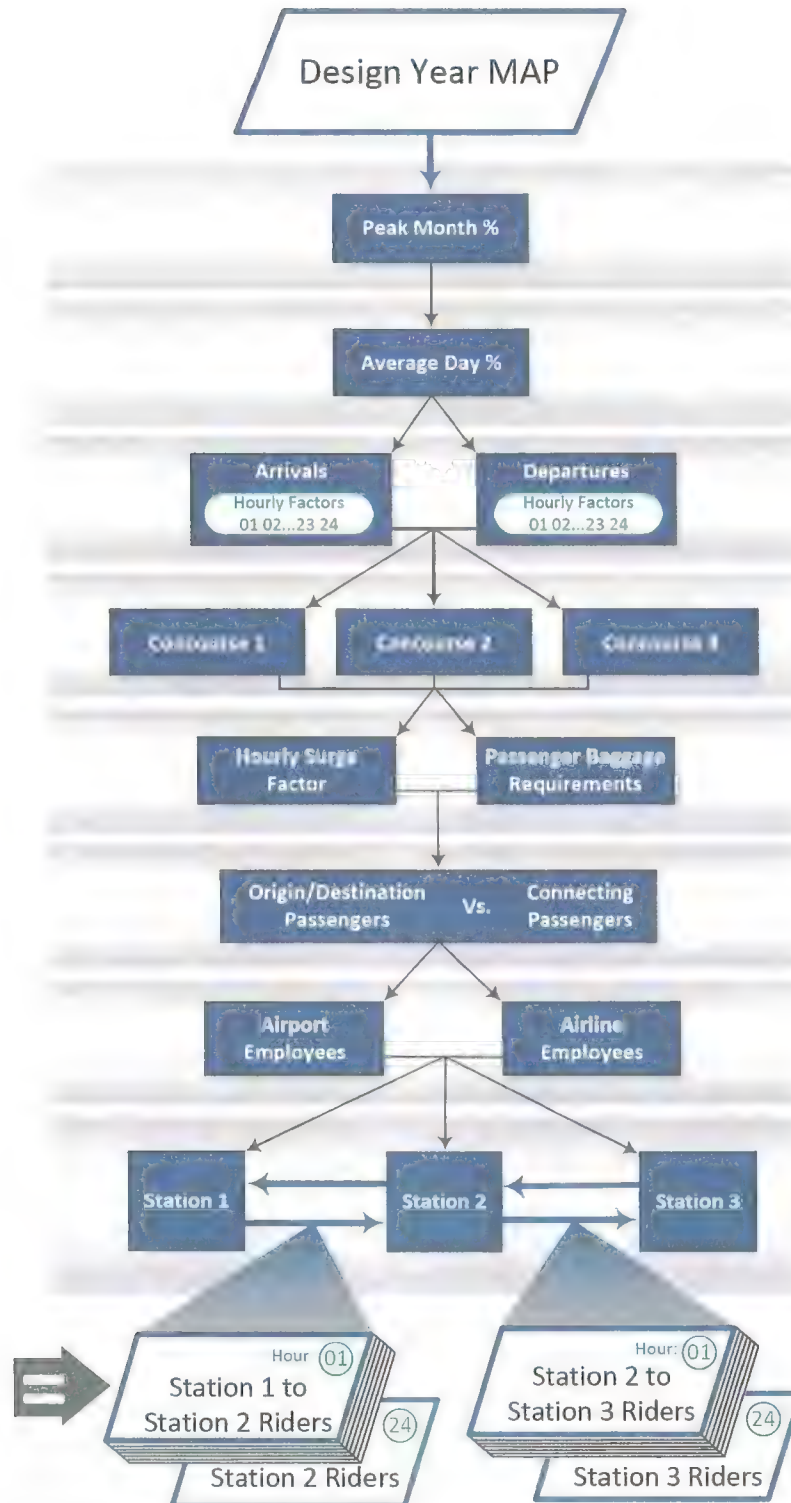 Design Year MAP
Peak Month %
Average Day %
Arrivals
Hourly Factors
01 02...23 24
Departures
Hourly Factors
01 02...23 24
Concourse 1
Concourse 2
Concourse
Hourly Surge
Factor
Passenger Baggage
Requirements
Origin/Destination
Passengers
Vs.
Connecting
Passengers
Airport
Employees
Airline
Employees
Station 1
Station 2
Station 3
Hour 01
Station 1 to
Station 2 Riders
24
Station 2 Riders
Hour: 01
Station 2 to
Station 3 Riders
24
Station 3 Riders